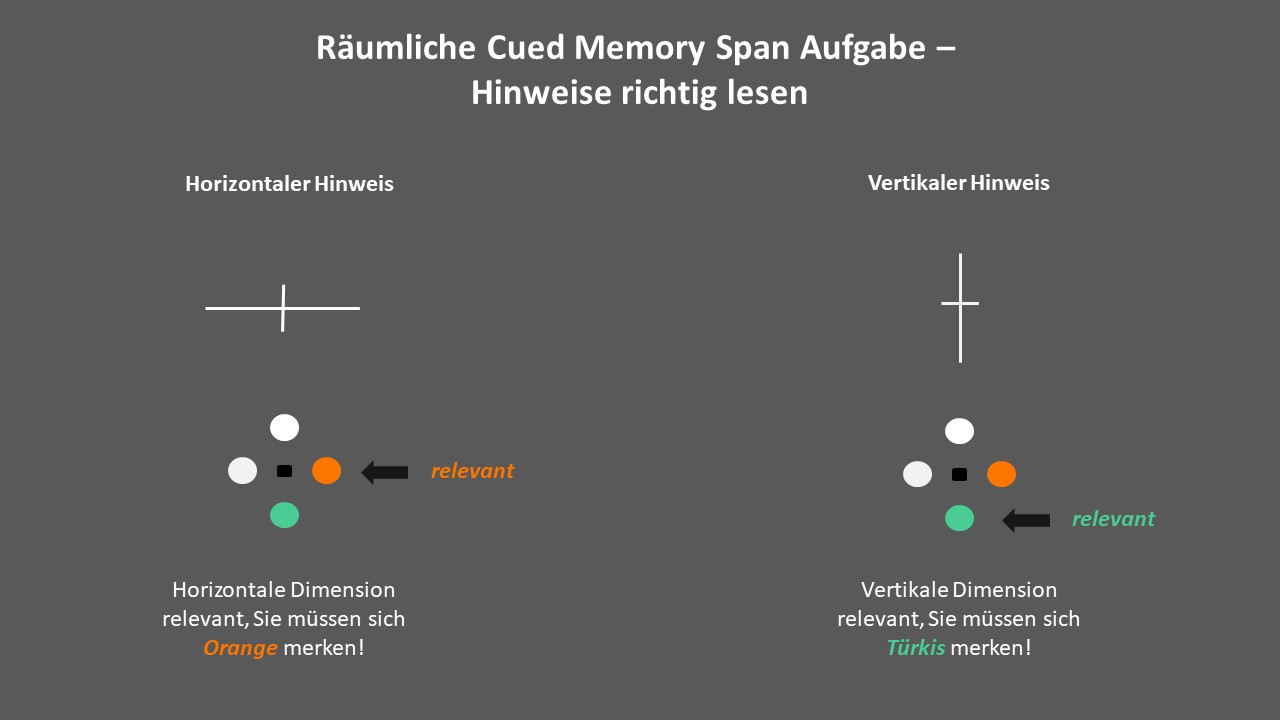 Räumliche Cued Memory Span Aufgabe –
Hinweise richtig lesen
Horizontaler Hinweis
relevant
Horizontale Dimension
relevant, Sie müssen sich
Orange merken!
Vertikaler Hinweis
relevant
Vertikale Dimension
relevant, Sie müssen sich
Türkis merken!